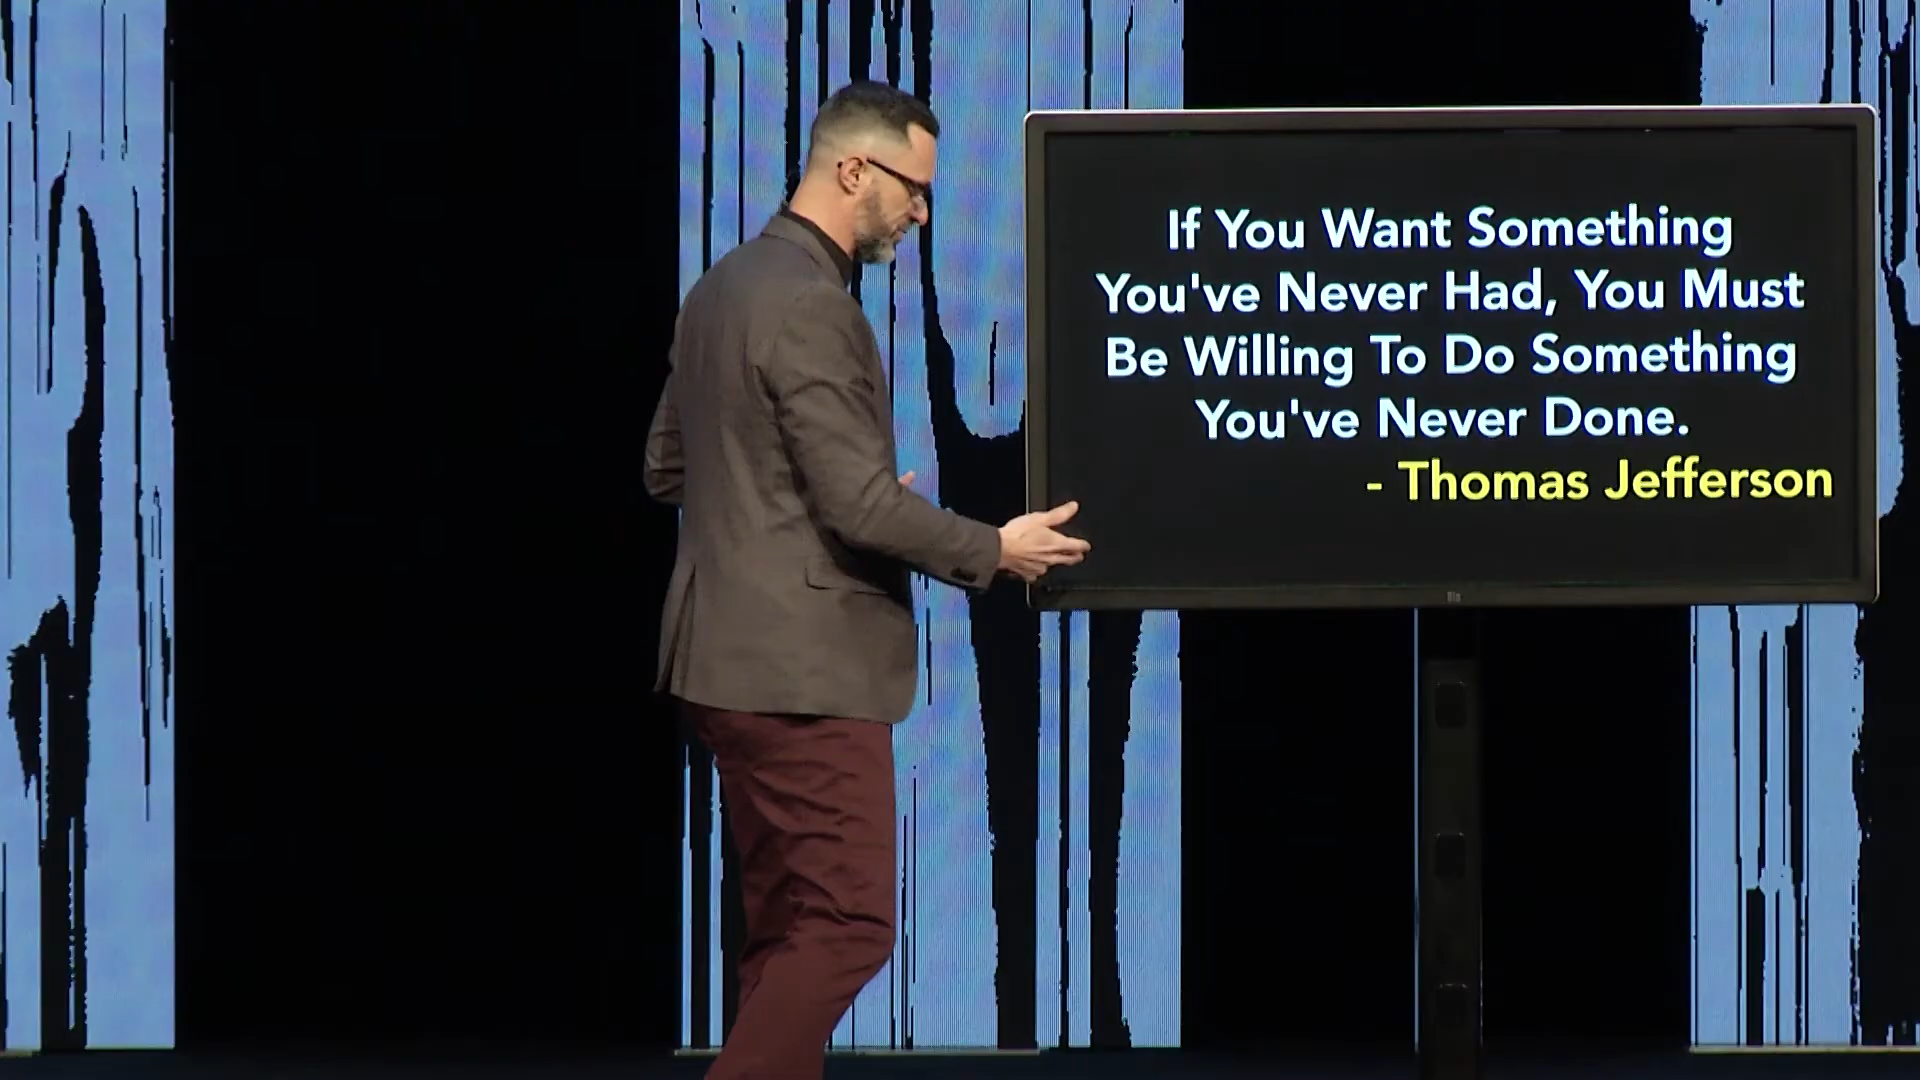 If You Want Something
You've Never Had, You Must
Be Willing To Do Something
You've Never Done.
- Thomas Jefferson